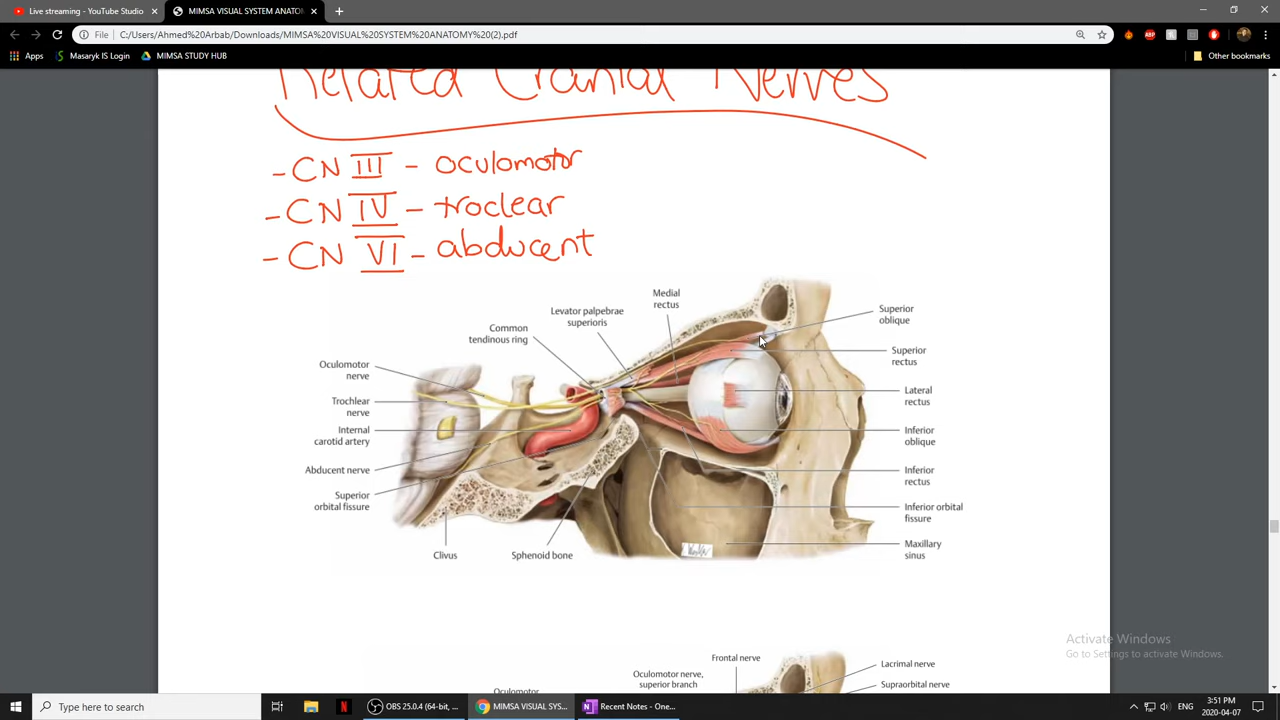 Live streaming - YouTube Studio
MIMSA VISUAL SYSTEM ANATOM
File
C:/Users/Ahmed%20Arbab/Downloads/MIMSA%20VISUAL%20SYSTEM%20ANATOMY%20(2).pdf
ABP
Apps
Masaryk IS Login
MIMSA STUDY HUB
Other bookmarks
Related Cranial Nerves
- CN III - oculomotor
- CN IV - troclear
- CN VI - abducent
Medial
rectus
Levator palpebrae
superioris
Common
tendinous ring
Superior
oblique
Superior
rectus
Oculomotor
nerve
Lateral
rectus
Trochlear
nerve
Internal
carotid artery
Inferior
oblique
Abducent nerve
Inferior
rectus
Superior
orbital fissure
Inferior orbital
fissure
Clivus
Sphenoid bone
Maxillary
sinus
Frontal nerve
Lacrimal nerve
Oculomotor nerve,
superior branch
Supraorbital nerve
Oculomotor
Activate Windows
Go to Settings to activate Windows.
Type here to search
OBS 25.0.4 (64-bit, ...
MIMSA VISUAL SYS...
Recent Notes - One...
ENG
3:51 PM
2020-04-07